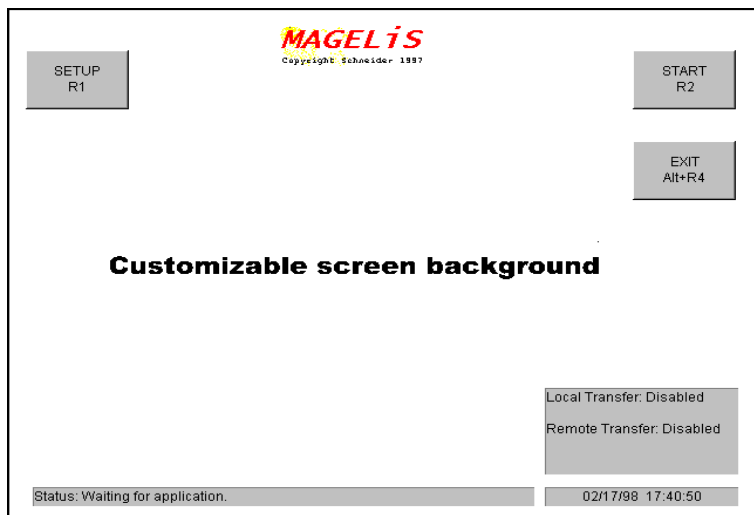 MAGELiS
Copyright Schneider 1997
SETUP
R1
START
R2
EXIT
Alt+R4
Customizable screen background
Local Transfer: Disabled
Remote Transfer: Disabled
Status: Waiting for application.
02/17/98 17:40:50